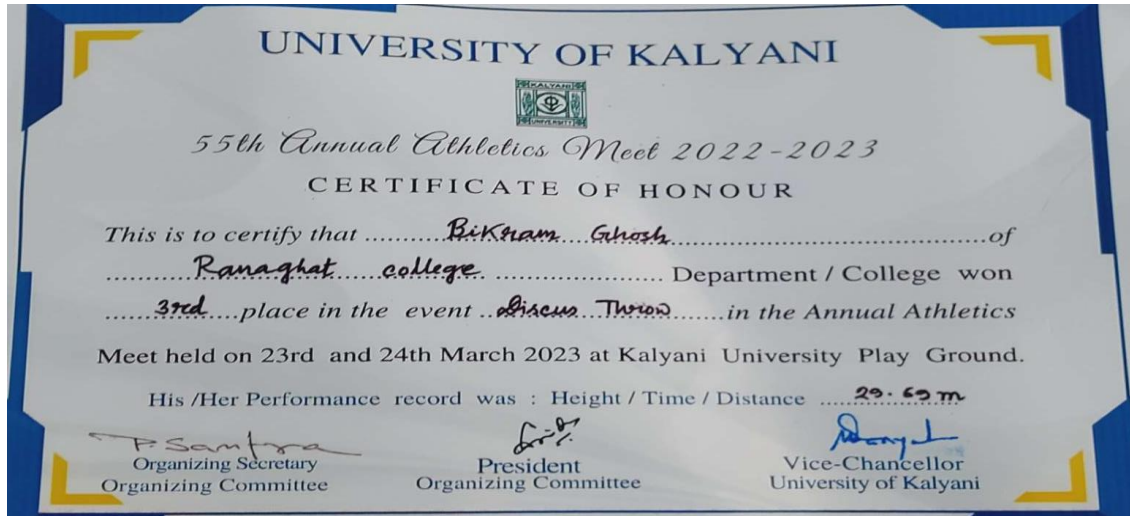 UNIVERSITY OF KALYANI
KALYANI
UNIVERSITY
55th Annual Athletics Meet 2022-2023
CERTIFICATE OF HONOUR
This is to certify that ..........Bikram....Ghosh.......................................of
............Ranaghat.....college......................... Department / College won
......3rd....place in the event ..Discus...Throw........in the Annual Athletics
Meet held on 23rd and 24th March 2023 at Kalyani University Play Ground.
His /Her Performance record was : Height / Time / Distance .....29.69 m
P. Santra
Organizing Secretary President Vice-Chancellor
Organizing Committee Organizing Committee University of Kalyani